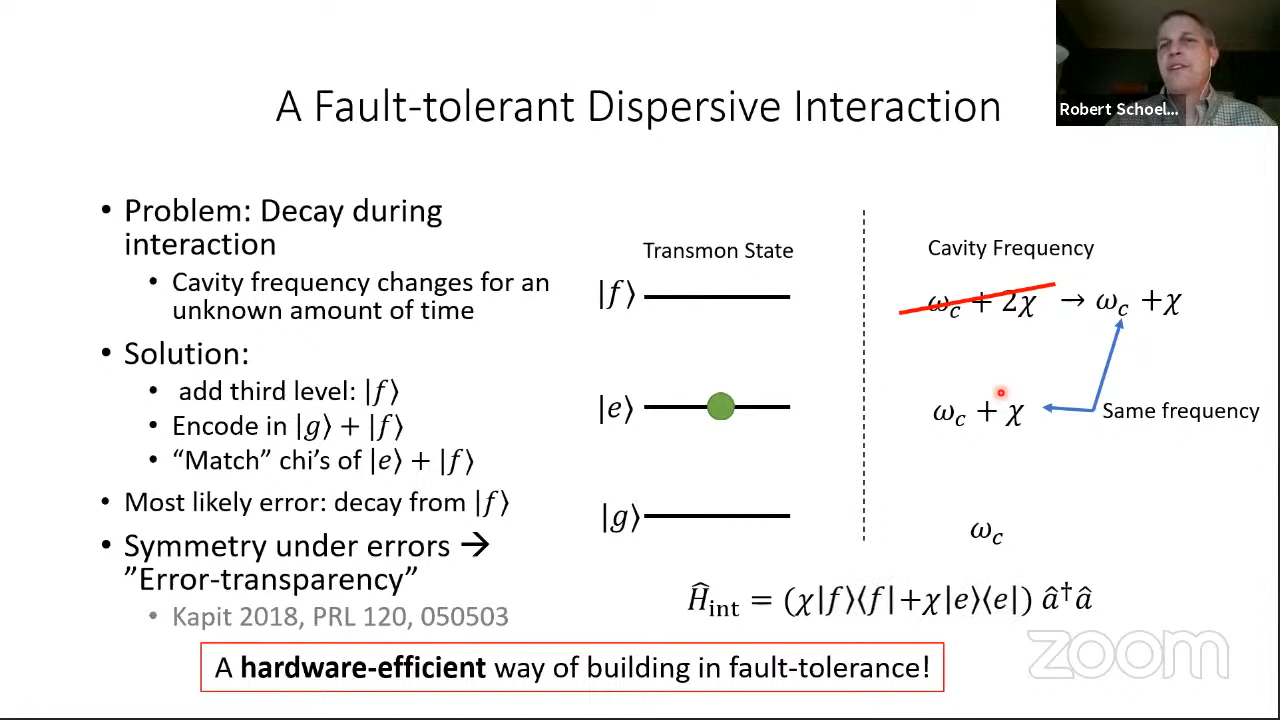 Robert Schoel...
A Fault-tolerant Dispersive Interaction
• Problem: Decay during
interaction
• Cavity frequency changes for an
unknown amount of time
• Solution:
• add third level: |f⟩
• Encode in |g⟩ + |f⟩
• “Match” chi’s of |e⟩ + |f⟩
• Most likely error: decay from |f⟩
• Symmetry under errors →
”Error-transparency”
• Kapit 2018, PRL 120, 050503
Transmon State
|f⟩
|e⟩
|g⟩
Cavity Frequency
ω_c + 2χ → ω_c + χ
ω_c + χ
Same frequency
ω_c
Ĥ_int = (χ|f⟩⟨f|+χ|e⟩⟨e|) â†â
A hardware-efficient way of building in fault-tolerance!
zoom